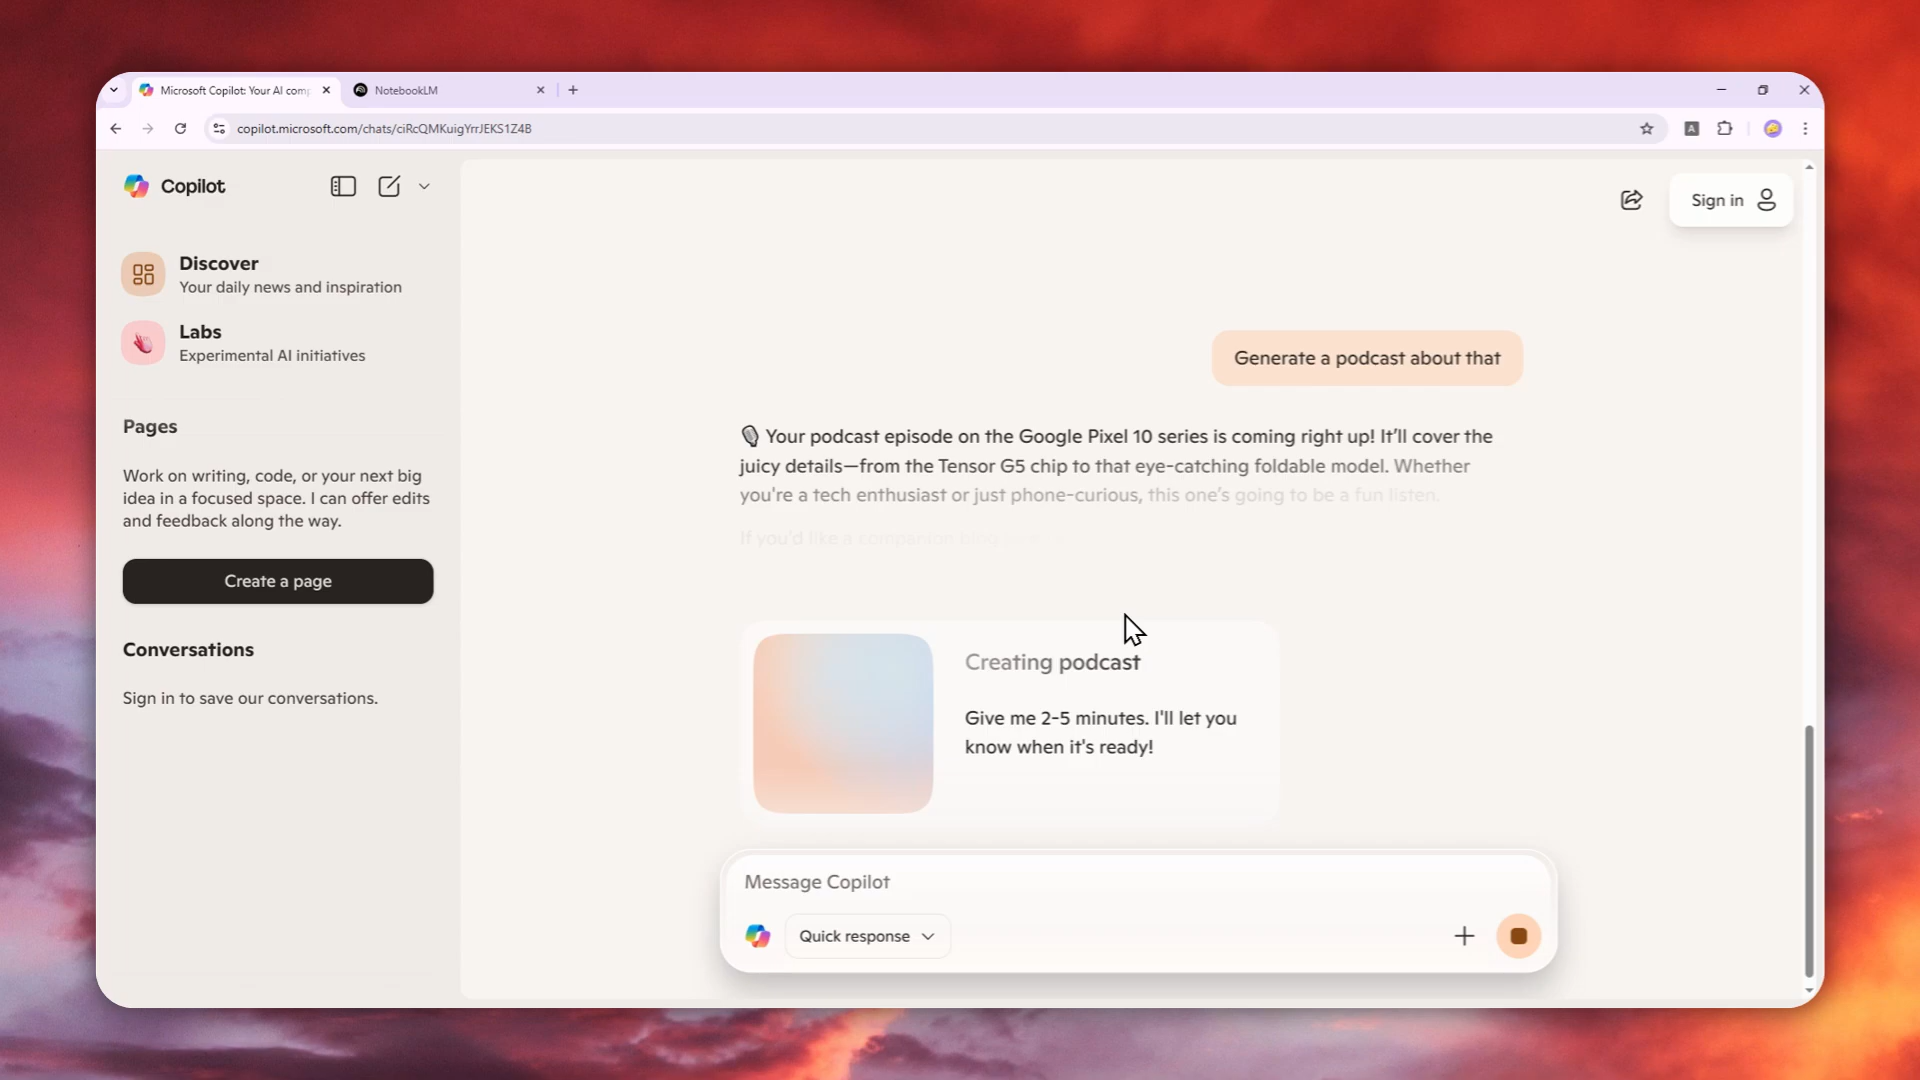 Microsoft Copilot: Your AI comp
NotebookLM
copilot.microsoft.com/chats/ciRcQMKuigYrrJEKS1Z4B
A
Copilot
Sign in
Discover
Your daily news and inspiration
Labs
Experimental AI initiatives
Pages
Work on writing, code, or your next big
idea in a focused space. I can offer edits
and feedback along the way.
Create a page
Conversations
Sign in to save our conversations.
Generate a podcast about that
Your podcast episode on the Google Pixel 10 series is coming right up! It’ll cover the
juicy details—from the Tensor G5 chip to that eye-catching foldable model. Whether
you're a tech enthusiast or just phone-curious, this one’s going to be a fun listen.
If you’d like a companion blog
Creating podcast
Give me 2-5 minutes. I'll let you
know when it's ready!
Message Copilot
Quick response